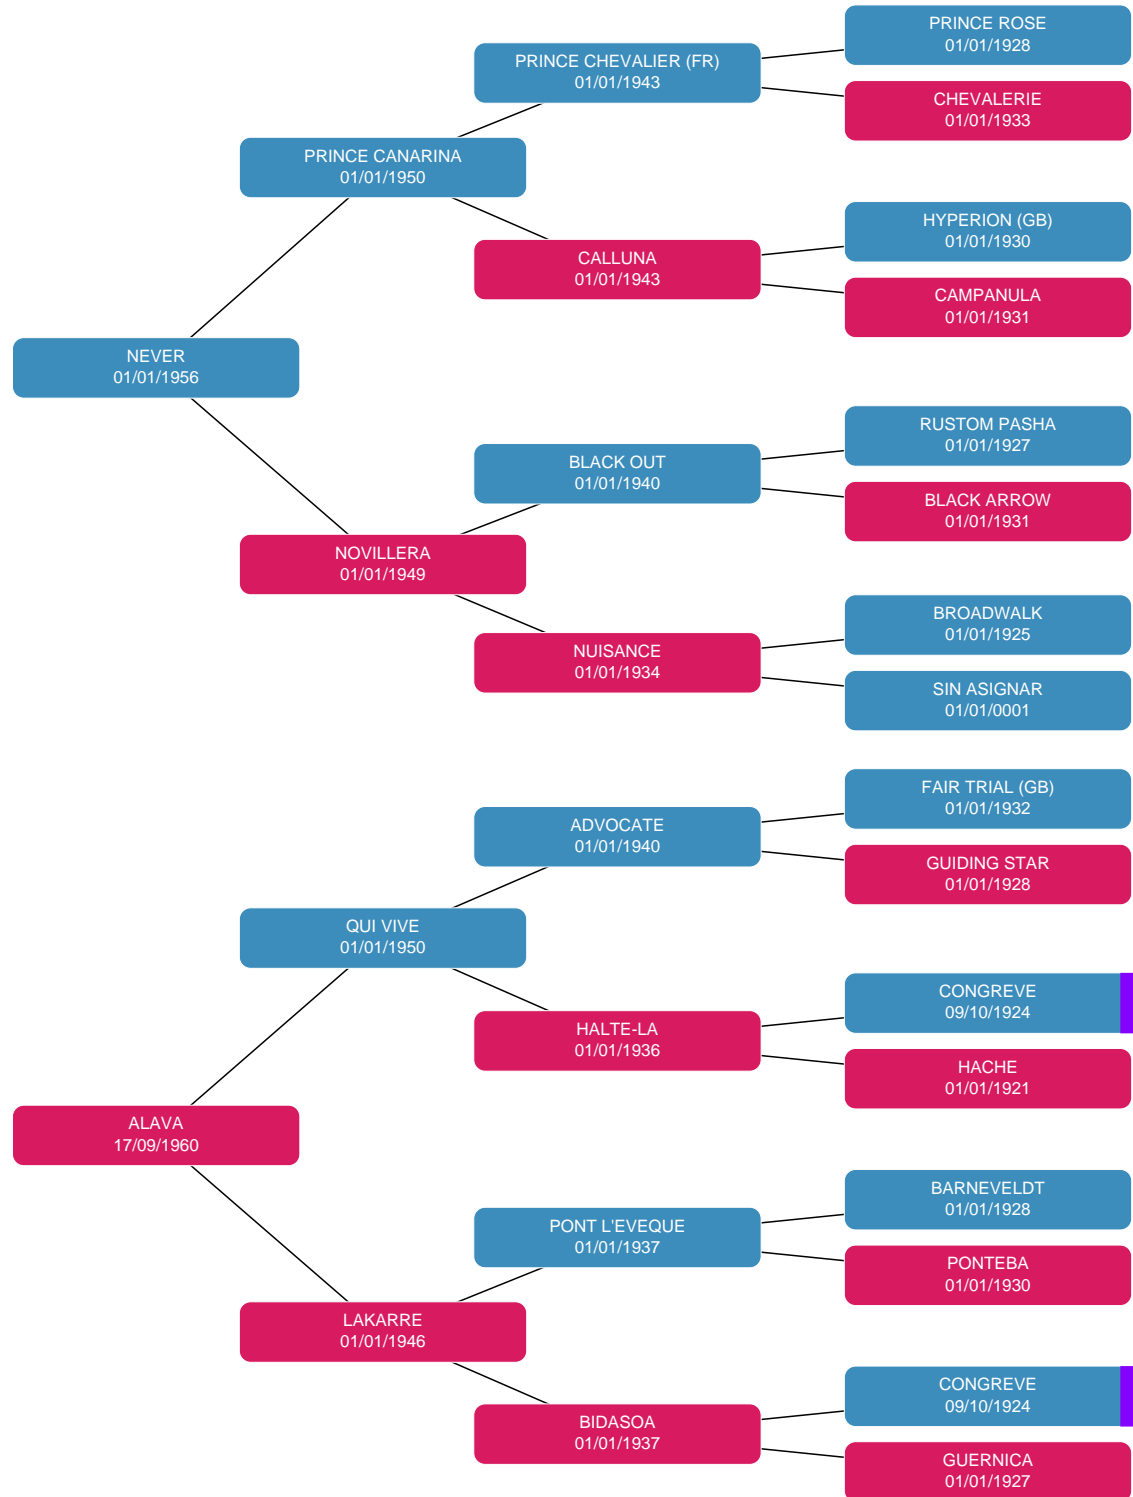 PRINCE ROSE
01/01/1928
PRINCE CHEVALIER (FR)
01/01/1943
CHEVALERIE
01/01/1933
PRINCE CANARINA
01/01/1950
HYPERION (GB)
01/01/1930
CALLUNA
01/01/1943
CAMPANULA
01/01/1931
NEVER
01/01/1956
RUSTOM PASHA
01/01/1927
BLACK OUT
01/01/1940
BLACK ARROW
01/01/1931
NOVILLERA
01/01/1949
BROADWALK
01/01/1925
NUISANCE
01/01/1934
SIN ASIGNAR
01/01/0001
FAIR TRIAL (GB)
01/01/1932
ADVOCATE
01/01/1940
GUIDING STAR
01/01/1928
QUI VIVE
01/01/1950
CONGREVE
09/10/1924
HALTE-LA
01/01/1936
HACHE
01/01/1921
ALAVA
17/09/1960
BARNEVELDT
01/01/1928
PONT L'EVEQUE
01/01/1937
PONTEBA
01/01/1930
LAKARRE
01/01/1946
CONGREVE
09/10/1924
BIDASOA
01/01/1937
GUERNICA
01/01/1927